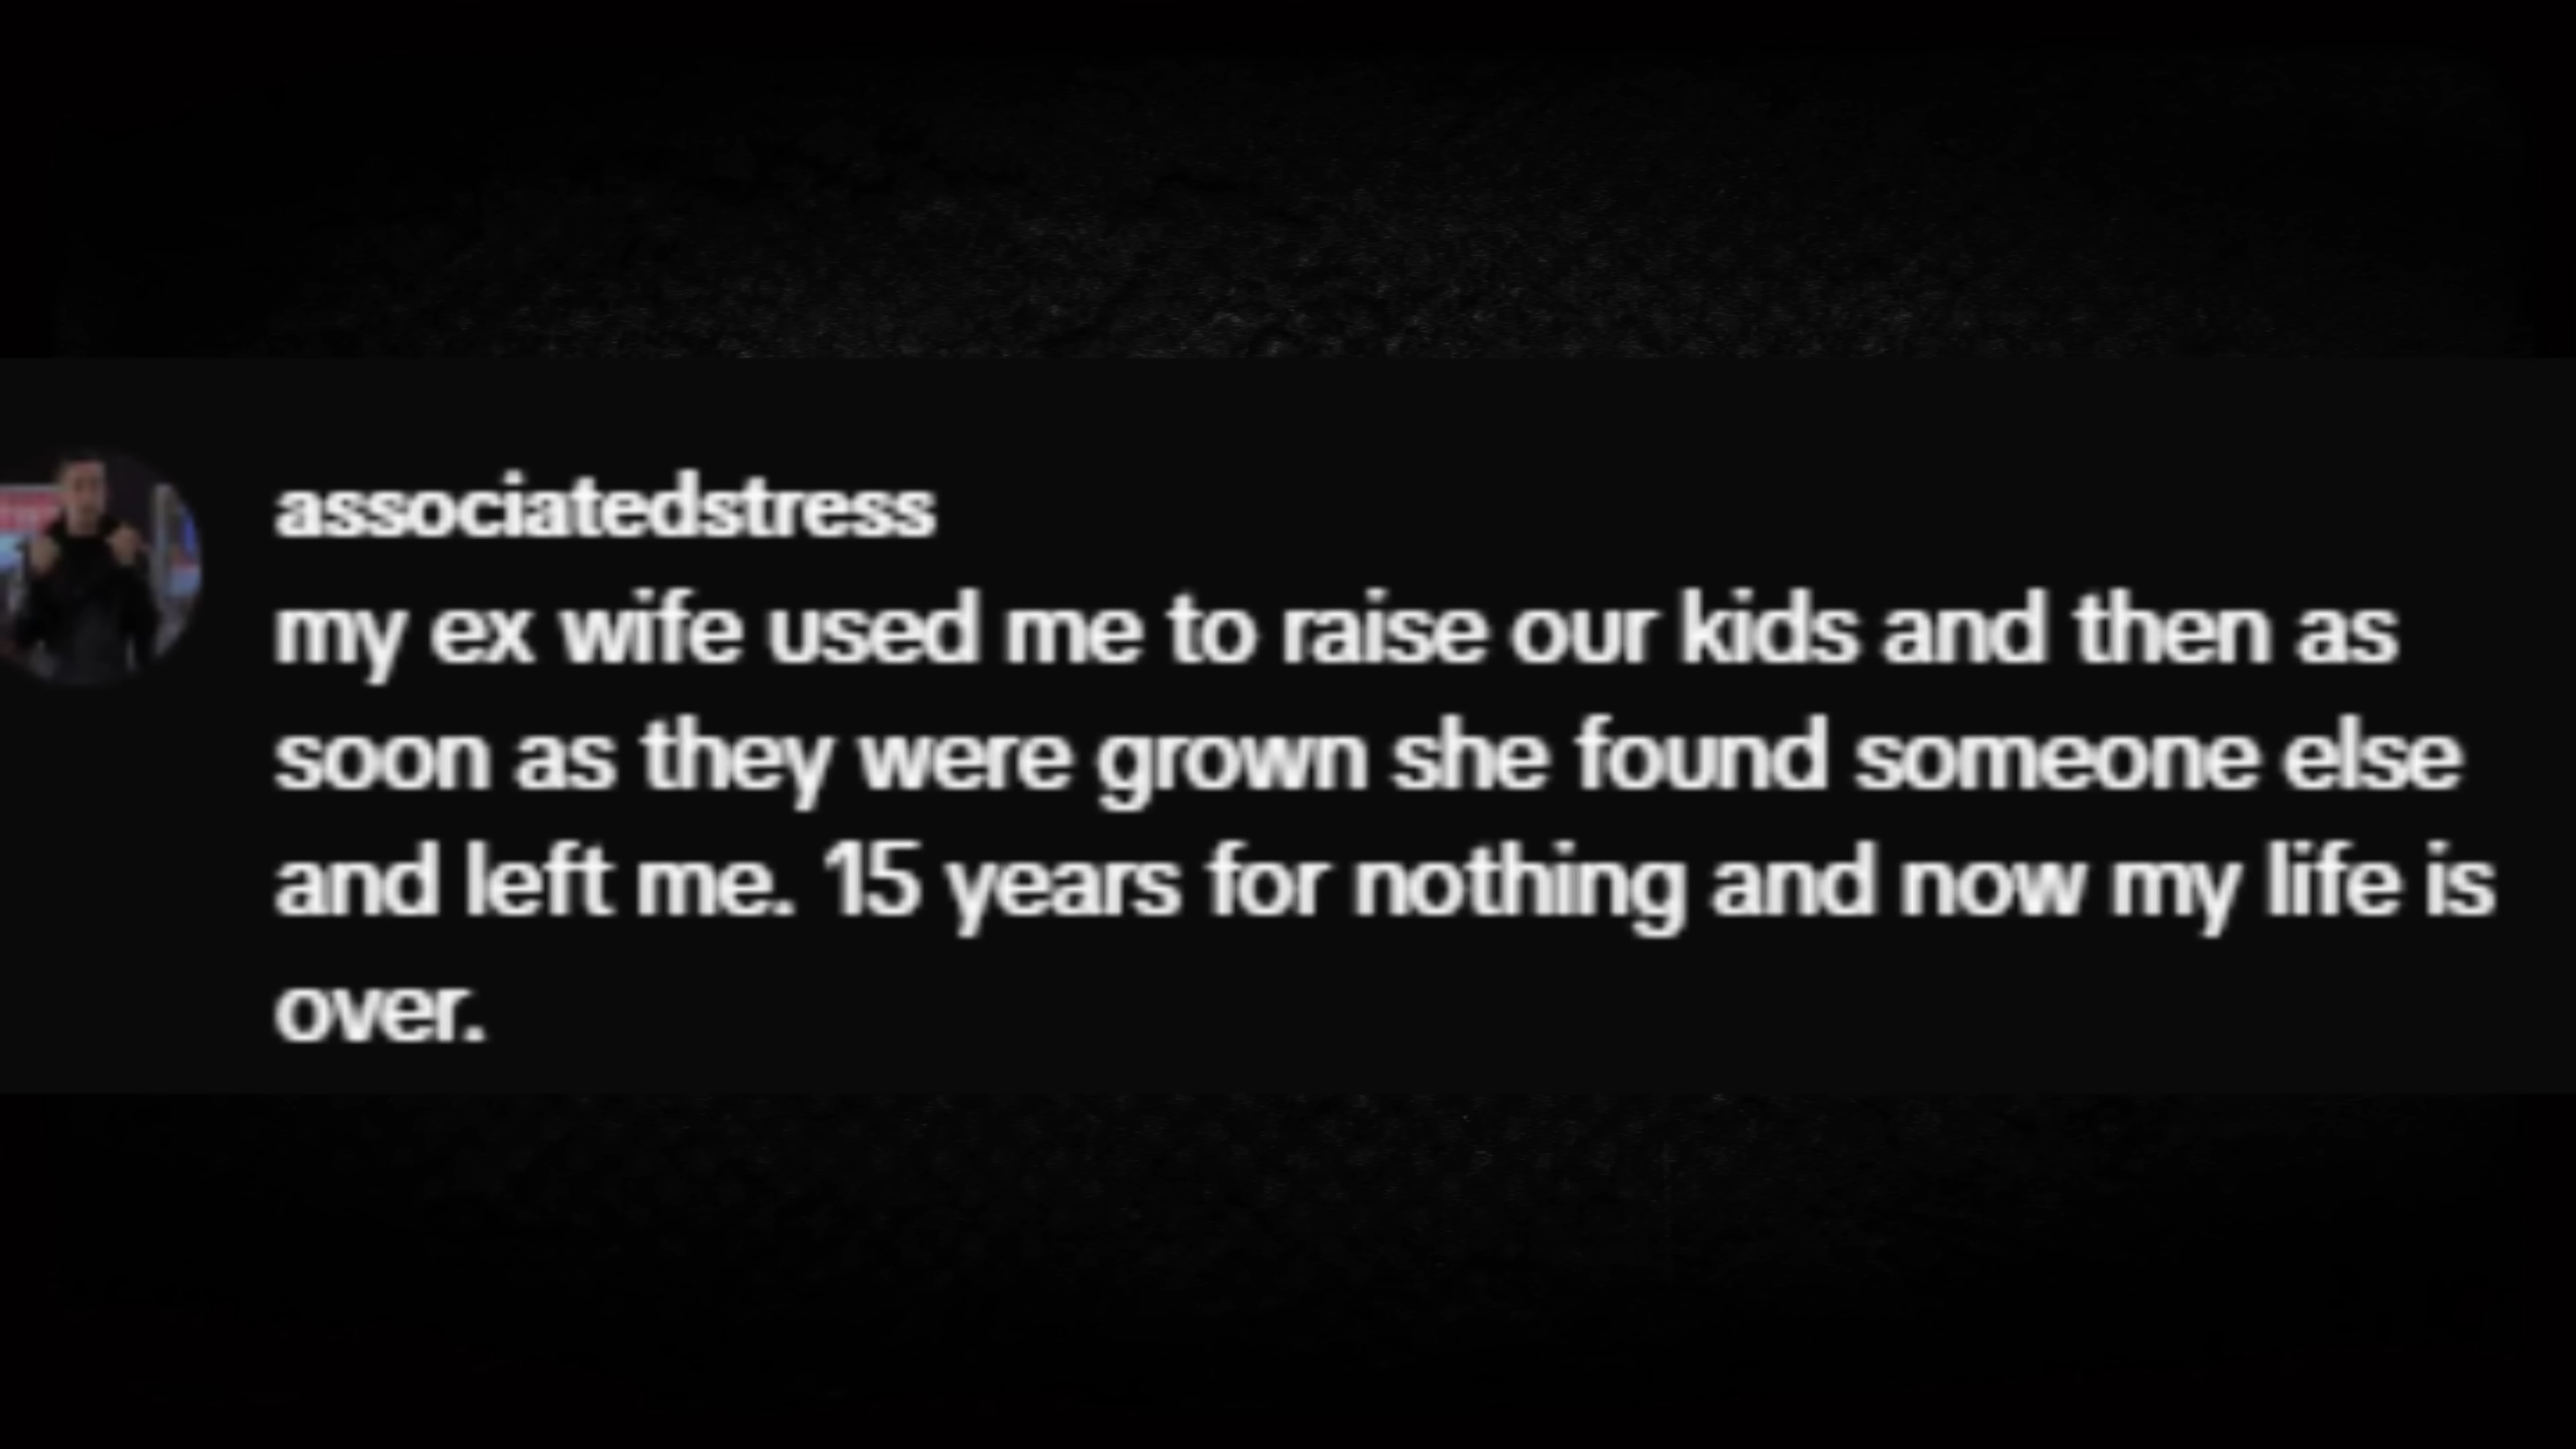 associatedstress
my ex wife used me to raise our kids and then as
soon as they were grown she found someone else
and left me. 15 years for nothing and now my life is
over.